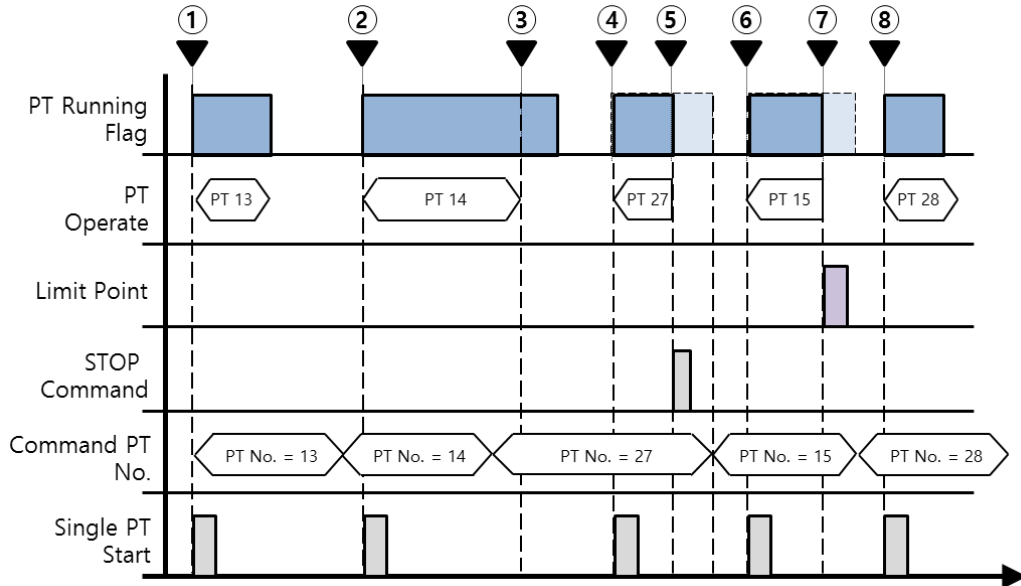 ① ② ③ ④ ⑤ ⑥ ⑦ ⑧
PT Running
Flag
PT
Operate
PT 13
PT 14
PT 27
PT 15
PT 28
Limit Point
STOP
Command
Command PT
No.
PT No. = 13
PT No. = 14
PT No. = 27
PT No. = 15
PT No. = 28
Single PT
Start